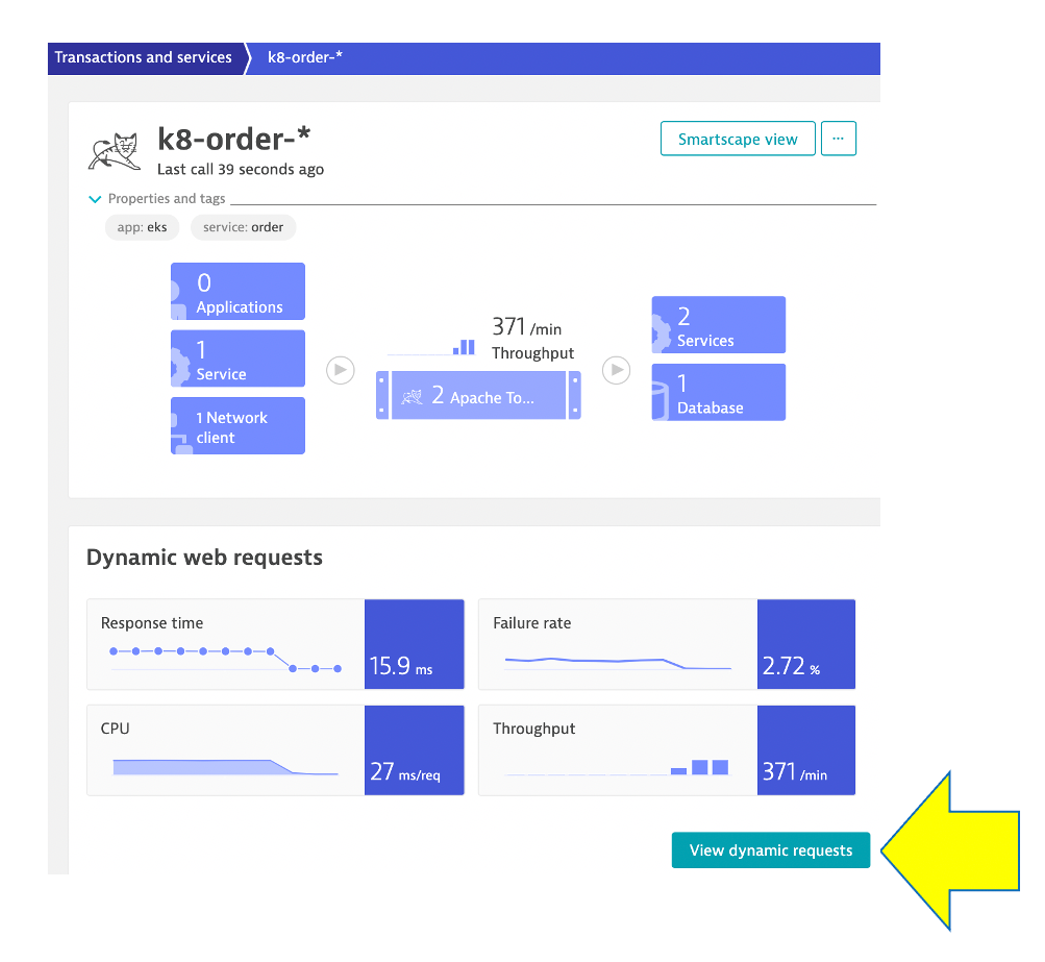 Transactions and services
k8-order-*
k8-order-*
Last call 39 seconds ago
Smartscape view
...
Properties and tags
app: eks
service: order
0
Applications
1
Service
1 Network
client
371 /min
Throughput
2 Apache To...
2
Services
1
Database
Dynamic web requests
Response time
15.9 ms
Failure rate
2.72 %
CPU
27 ms/req
Throughput
371 /min
View dynamic requests